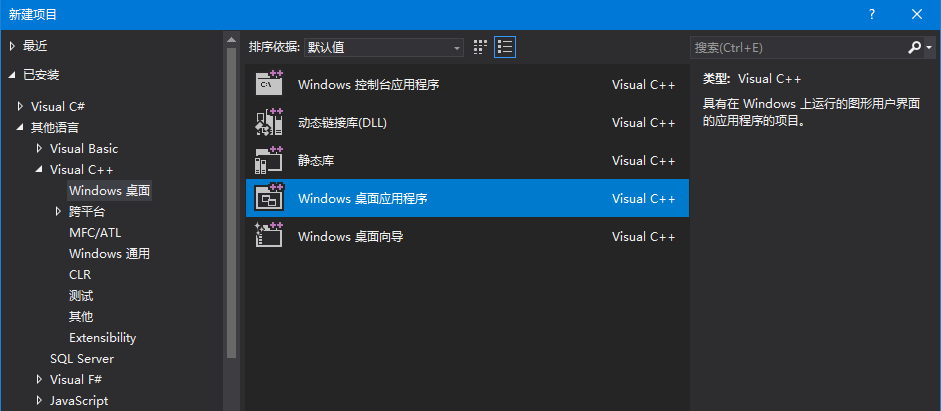 新建项目
? ×
最近
已安装
Visual C#
其他语言
Visual Basic
Visual C++
Windows 桌面
跨平台
MFC/ATL
Windows 通用
CLR
测试
其他
Extensibility
SQL Server
Visual F#
JavaScript
排序依据: 默认值
Windows 控制台应用程序 Visual C++
动态链接库(DLL) Visual C++
静态库 Visual C++
Windows 桌面应用程序 Visual C++
Windows 桌面向导 Visual C++
搜索(Ctrl+E)
类型: Visual C++
具有在 Windows 上运行的图形用户界面
的应用程序的项目。